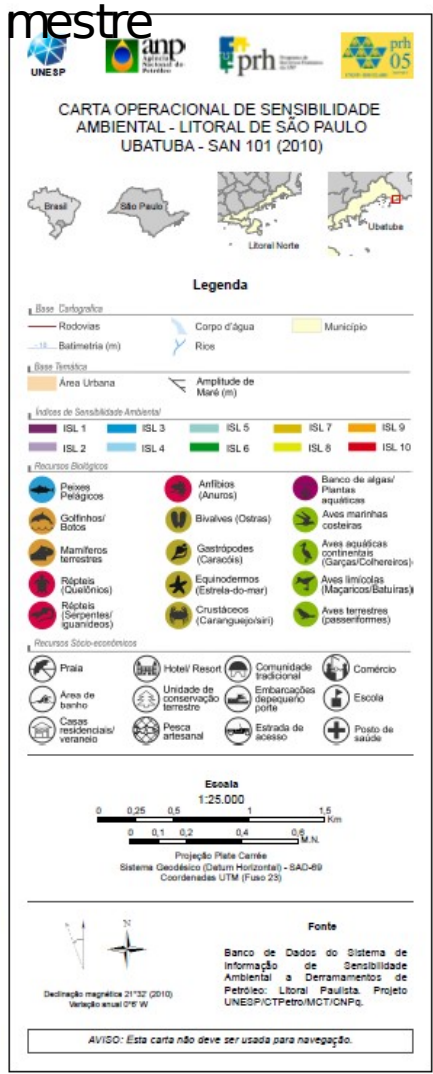 mestre
UNESP
anp
Agência
Nacional do
Petróleo
prh
prh
05
CARTA OPERACIONAL DE SENSIBILIDADE
AMBIENTAL - LITORAL DE SÃO PAULO
UBATUBA - SAN 101 (2010)
Brasil
São Paulo
Litoral Norte
Ubatuba
Legenda
Base Cartográfica
Rodovias
Corpo d'água
Município
10
Batimetria (m)
Rios
Base Temática
Área Urbana
Amplitude de
Maré (m)
Índices de Sensibilidade Ambiental
ISL 1
ISL 3
ISL 5
ISL 7
ISL 9
ISL 2
ISL 4
ISL 6
ISL 8
ISL 10
Recursos Biológicos
Peixes
Pelágicos
Anfíbios
(Anuros)
Banco de algas/
Plantas
aquáticas
Golfinhos/
Botos
Bivalves (Ostras)
Aves marinhas
costeiras
Mamíferos
terrestres
Gastrópodes
(Caracóis)
Aves aquáticas
continentais
(Garças/Colhereiros)
Répteis
(Quelônios)
Equinodermos
(Estrela-do-mar)
Aves limícolas
(Maçaricos/Batuíras)
Répteis
(Serpentes/
iguanídeos)
Crustáceos
(Caranguejo/siri)
Aves terrestres
(passeriformes)
Recursos Sócio-econômicos
Praia
Hotel/ Resort
Comunidade
tradicional
Comércio
Área de
banho
Unidade de
conservação
terrestre
Embarcações
depequeno
porte
Escola
Casas
residenciais/
veraneio
Pesca
artesanal
Estrada de
acesso
Posto de
saúde
Escala
1:25.000
0 0,25 0,5 1 1,5
Km
0 0,1 0,2 0,4 0,6
M.N.
Projeção Plate Carrée
Sistema Geodésico (Datum Horizontal) - SAD-69
Coordenadas UTM (Fuso 23)
N
Declinação magnética 21°32' (2010)
Variação anual 0°6' W
Fonte
Banco de Dados do Sistema de
Informação de Sensibilidade
Ambiental a Derramamentos de
Petróleo: Litoral Paulista. Projeto
UNESP/CTPetro/MCT/CNPq.
AVISO: Esta carta não deve ser usada para navegação.